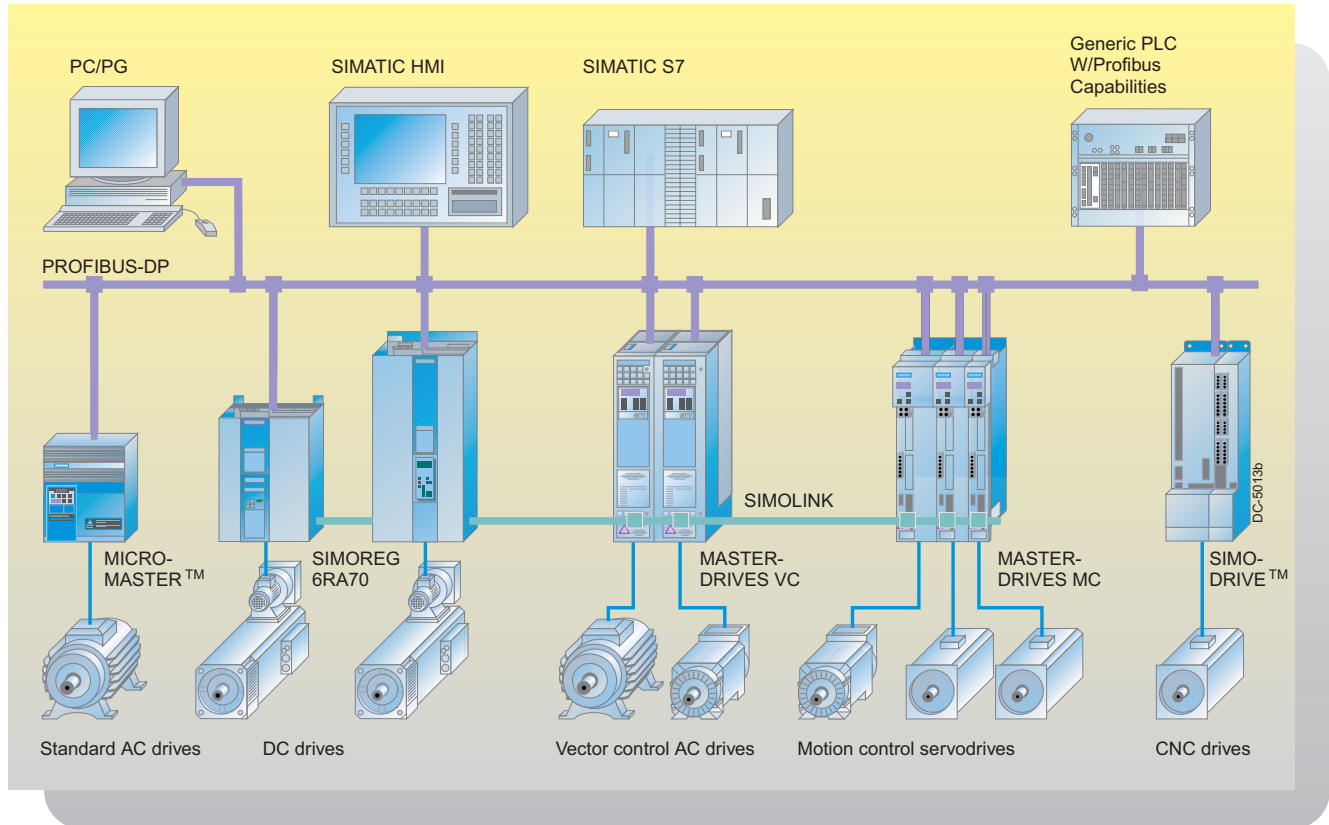 PC/PG
SIMATIC HMI
SIMATIC S7
Generic PLC
W/Profibus
Capabilities
PROFIBUS-DP
SIMOLINK
DC-5013b
MICRO-
MASTER™
SIMOREG
6RA70
MASTER-
DRIVES VC
MASTER-
DRIVES MC
SIMO-
DRIVE™
Standard AC drives
DC drives
Vector control AC drives
Motion control servodrives
CNC drives